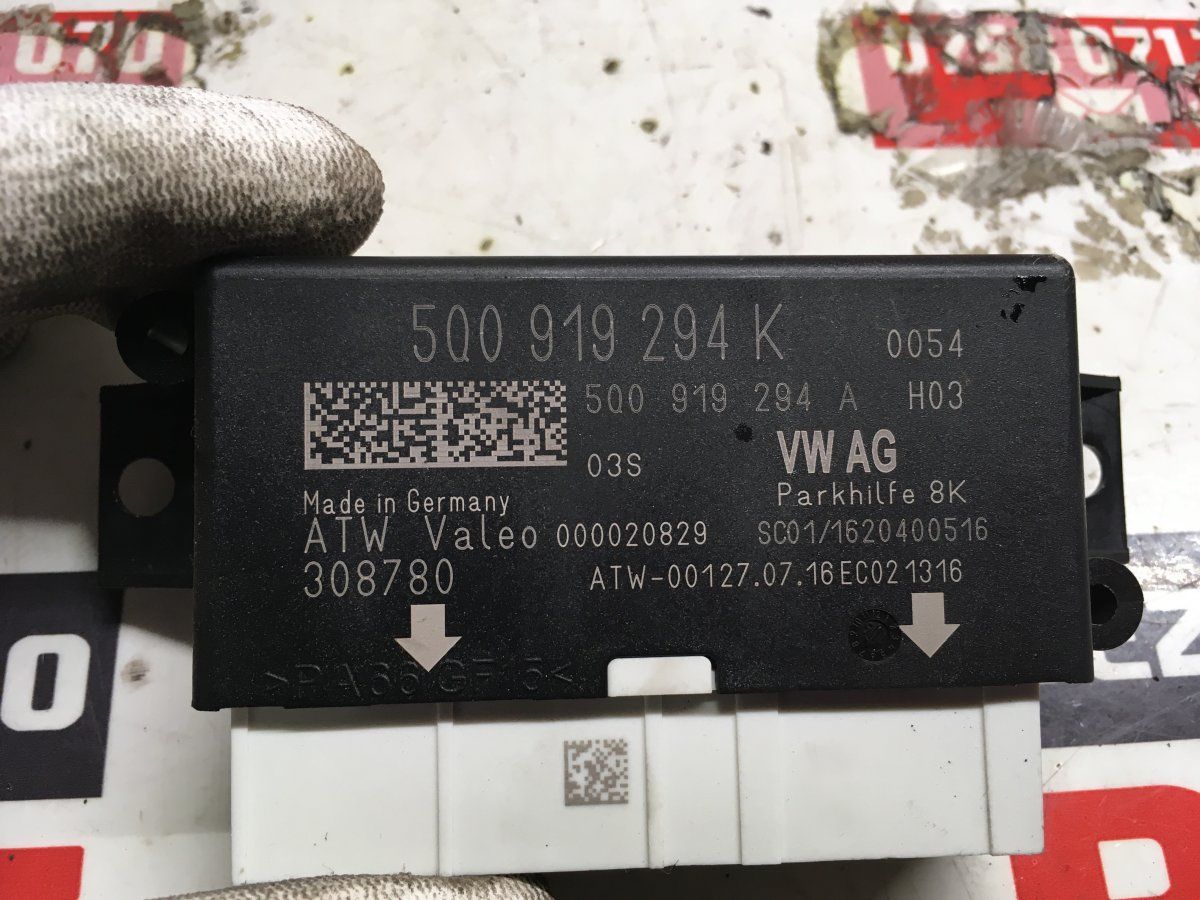 5Q0 919 294 K
0054
5Q0 919 294 A H03
03S
VW AG
Parkhilfe 8K
Made in Germany
ATW Valeo 000020829
SC01/1620400516
308780
ATW-00127.07.16EC021316